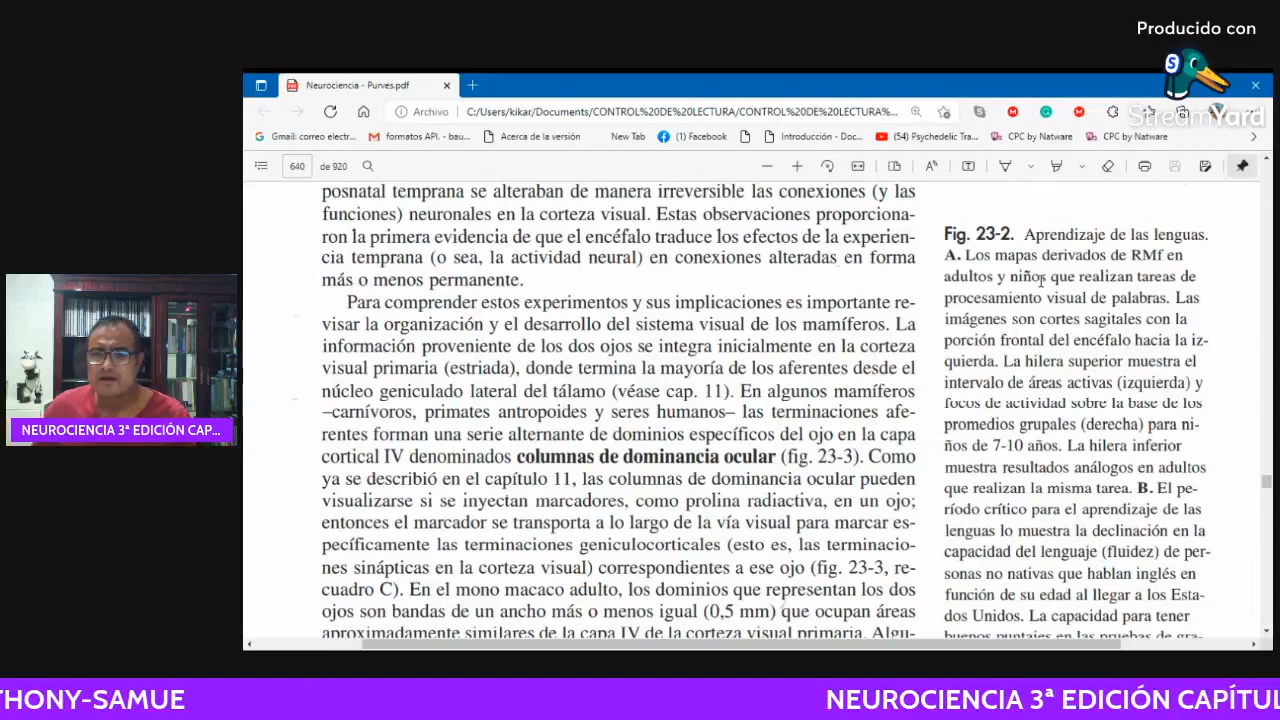 Producido con
StreamYard
Neurociencia - Purves.pdf
Archivo
C:/Users/kikar/Documents/CONTROL%20DE%20LECTURA/CONTROL%20DE%20LECTURA%...
Gmail: correo electr...
formatos API. - bau...
Acerca de la versión
New Tab
(1) Facebook
Introducción - Doc...
(54) Psychedelic Tra...
CPC by Natware
CPC by Natware
640
de 920
posnatal temprana se alteraban de manera irreversible las conexiones (y las
funciones) neuronales en la corteza visual. Estas observaciones proporciona-
ron la primera evidencia de que el encéfalo traduce los efectos de la experien-
cia temprana (o sea, la actividad neural) en conexiones alteradas en forma
más o menos permanente.
Para comprender estos experimentos y sus implicaciones es importante re-
visar la organización y el desarrollo del sistema visual de los mamíferos. La
información proveniente de los dos ojos se integra inicialmente en la corteza
visual primaria (estriada), donde termina la mayoría de los aferentes desde el
núcleo geniculado lateral del tálamo (véase cap. 11). En algunos mamíferos
–carnívoros, primates antropoides y seres humanos– las terminaciones afe-
rentes forman una serie alternante de dominios específicos del ojo en la capa
cortical IV denominados columnas de dominancia ocular (fig. 23-3). Como
ya se describió en el capítulo 11, las columnas de dominancia ocular pueden
visualizarse si se inyectan marcadores, como prolina radiactiva, en un ojo;
entonces el marcador se transporta a lo largo de la vía visual para marcar es-
pecíficamente las terminaciones geniculocorticales (esto es, las terminacio-
nes sinápticas en la corteza visual) correspondientes a ese ojo (fig. 23-3, re-
cuadro C). En el mono macaco adulto, los dominios que representan los dos
ojos son bandas de un ancho más o menos igual (0,5 mm) que ocupan áreas
aproximadamente similares de la capa IV de la corteza visual primaria. Algu-
Fig. 23-2. Aprendizaje de las lenguas.
A. Los mapas derivados de RMf en
adultos y niños que realizan tareas de
procesamiento visual de palabras. Las
imágenes son cortes sagitales con la
porción frontal del encéfalo hacia la iz-
quierda. La hilera superior muestra el
intervalo de áreas activas (izquierda) y
focos de actividad sobre la base de los
promedios grupales (derecha) para ni-
ños de 7-10 años. La hilera inferior
muestra resultados análogos en adultos
que realizan la misma tarea. B. El pe-
ríodo crítico para el aprendizaje de las
lenguas lo muestra la declinación en la
capacidad del lenguaje (fluidez) de per-
sonas no nativas que hablan inglés en
función de su edad al llegar a los Esta-
dos Unidos. La capacidad para tener
buenos puntajes en las pruebas de gra-
NEUROCIENCIA 3ª EDICIÓN CAP...
THONY-SAMUE
NEUROCIENCIA 3ª EDICIÓN CAPÍTUL